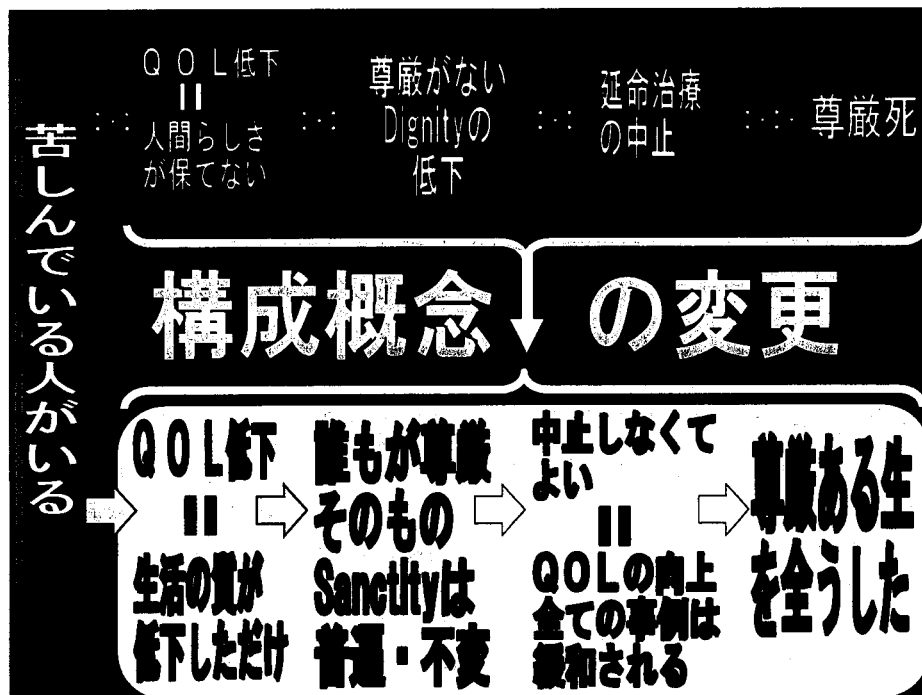 苦しんでいる人がいる
ＱＯＬ低下
＝
人間らしさ
が保てない
尊厳がない
Dignityの
低下
延命治療
の中止
尊厳死
構成概念の変更
ＱＯＬ低下
＝
生活の質が
低下しただけ
誰もが尊厳
そのもの
Sanctityは
普遍・不変
中止しなくて
よい
＝
ＱＯＬの向上
全ての事例は
緩和される
尊厳ある生
を全うした